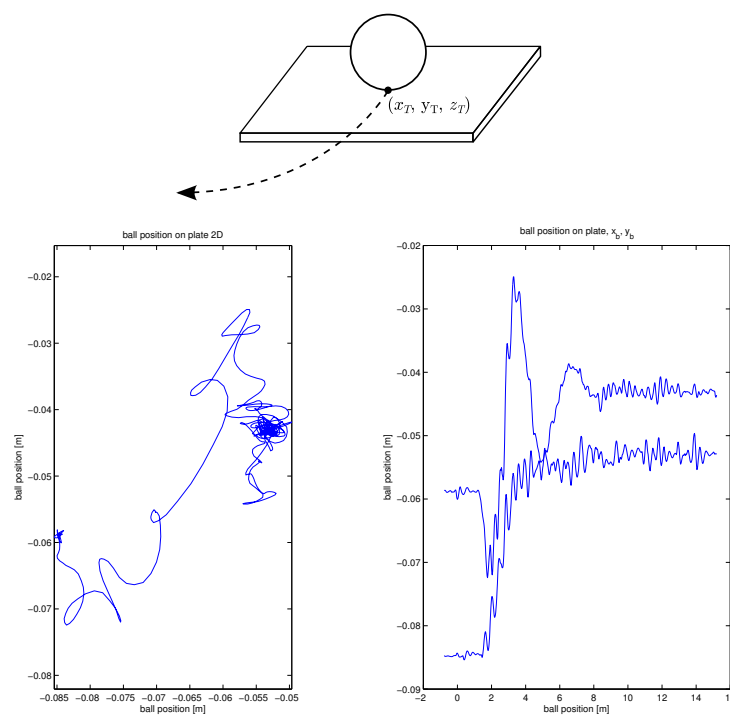 (x_T, y_T, z_T)
ball position on plate 2D
−0.02
−0.03
−0.04
−0.05
−0.06
−0.07
−0.08
ball position [m]
−0.085 −0.08 −0.075 −0.07 −0.065 −0.06 −0.055 −0.05
ball position [m]
ball position on plate, x_b, y_b
−0.02
−0.03
−0.04
−0.05
−0.06
−0.07
−0.08
−0.09
ball position [m]
−2 0 2 4 6 8 10 12 14 16
ball position [m]